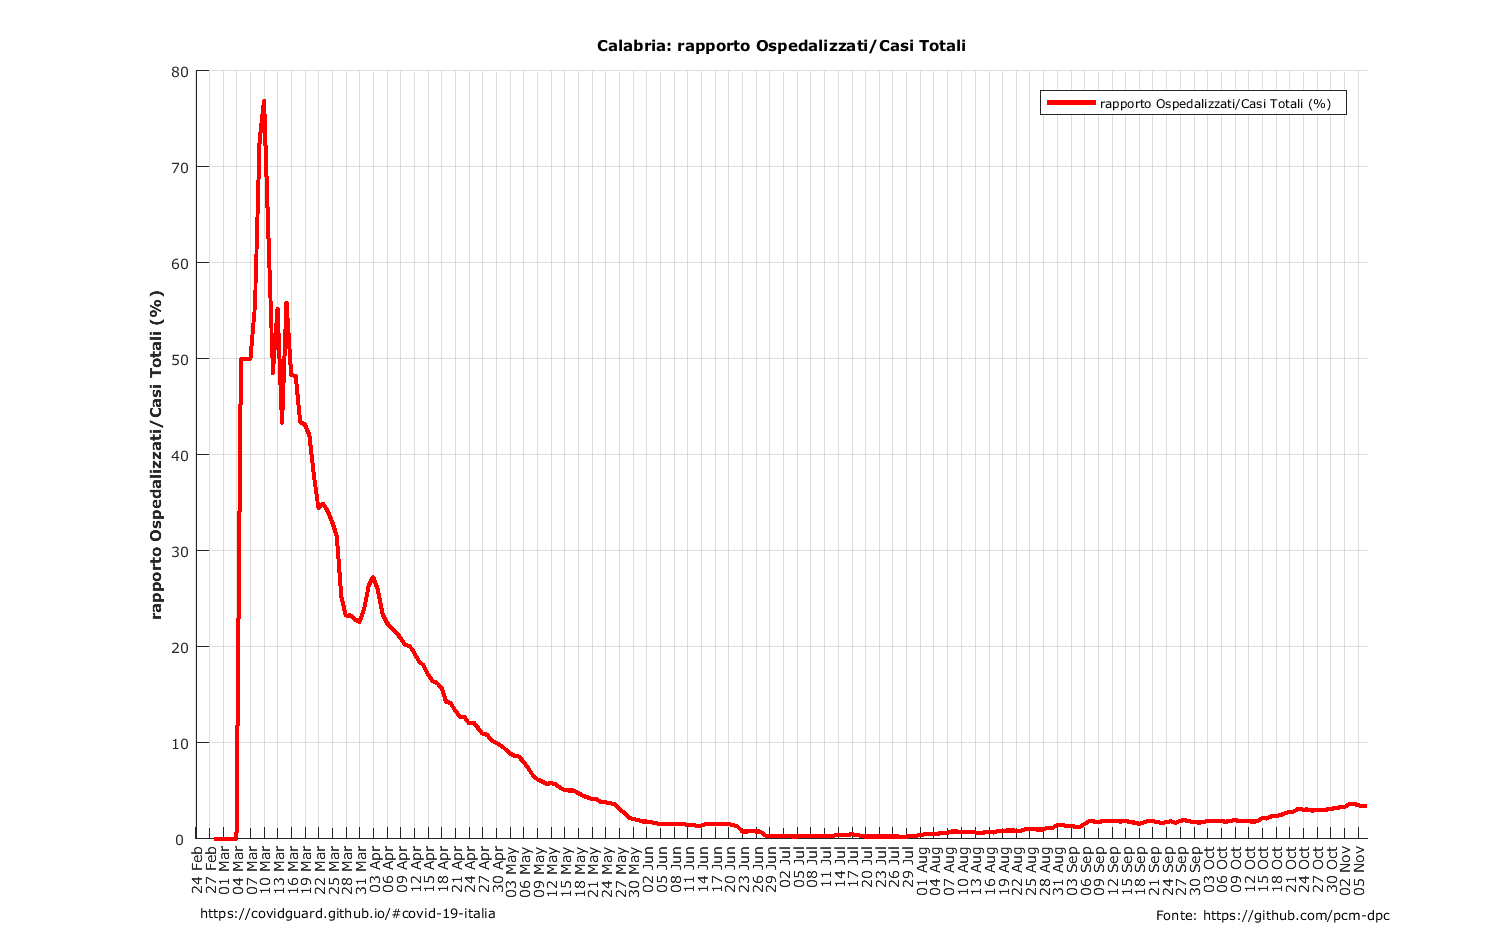 Calabria: rapporto Ospedalizzati/Casi Totali
rapporto Ospedalizzati/Casi Totali (%)
rapporto Ospedalizzati/Casi Totali (%)
80
70
60
50
40
30
20
10
0
24 Feb
27 Feb
01 Mar
04 Mar
07 Mar
10 Mar
13 Mar
16 Mar
19 Mar
22 Mar
25 Mar
28 Mar
31 Mar
03 Apr
06 Apr
09 Apr
12 Apr
15 Apr
18 Apr
21 Apr
24 Apr
27 Apr
30 Apr
03 May
06 May
09 May
12 May
15 May
18 May
21 May
24 May
27 May
30 May
02 Jun
05 Jun
08 Jun
11 Jun
14 Jun
17 Jun
20 Jun
23 Jun
26 Jun
29 Jun
02 Jul
05 Jul
08 Jul
11 Jul
14 Jul
17 Jul
20 Jul
23 Jul
26 Jul
29 Jul
01 Aug
04 Aug
07 Aug
10 Aug
13 Aug
16 Aug
19 Aug
22 Aug
25 Aug
28 Aug
31 Aug
03 Sep
06 Sep
09 Sep
12 Sep
15 Sep
18 Sep
21 Sep
24 Sep
27 Sep
30 Sep
03 Oct
06 Oct
09 Oct
12 Oct
15 Oct
18 Oct
21 Oct
24 Oct
27 Oct
30 Oct
02 Nov
05 Nov
https://covidguard.github.io/#covid-19-italia
Fonte: https://github.com/pcm-dpc